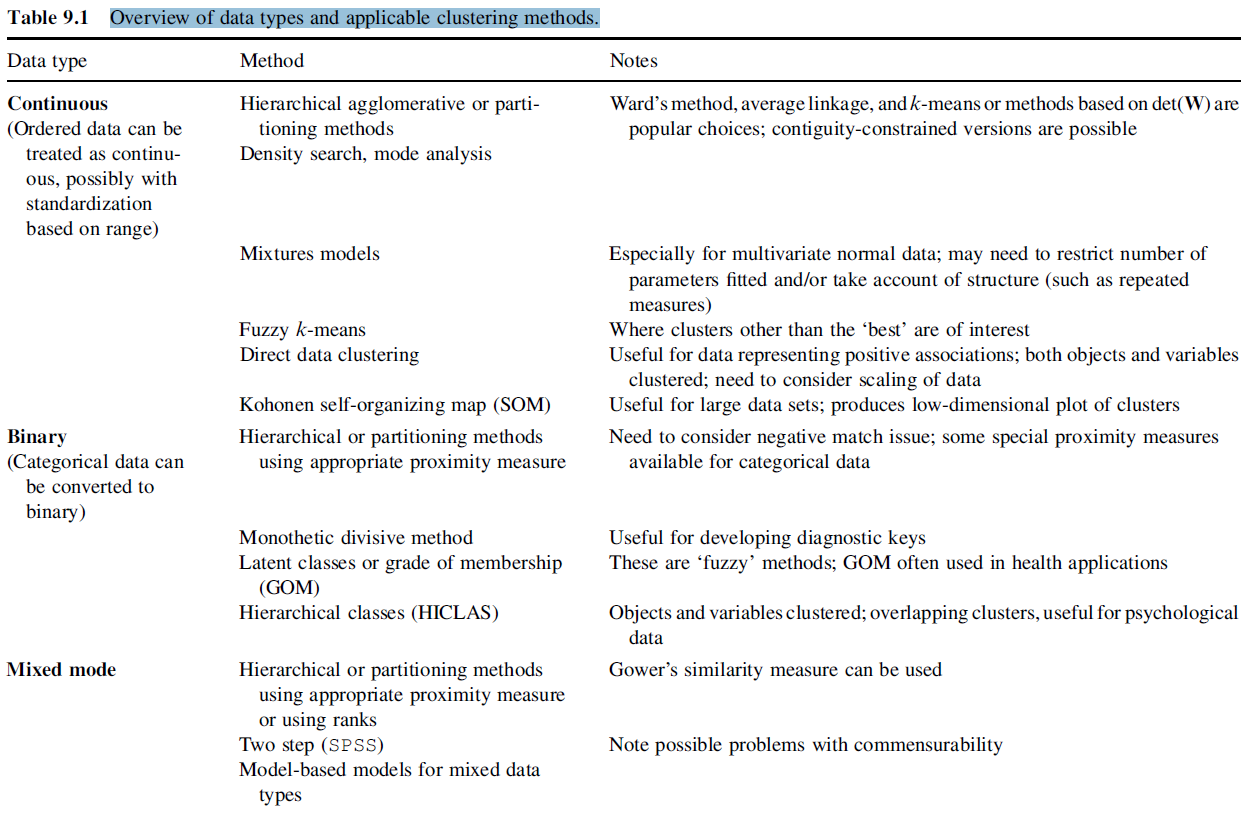 Table 9.1 Overview of data types and applicable clustering methods.
Data type Method Notes
Continuous Hierarchical agglomerative or parti- Ward's method, average linkage, and k-means or methods based on det(W) are
(Ordered data can be tioning methods popular choices; contiguity-constrained versions are possible
treated as continu- Density search, mode analysis
ous, possibly with
standardization
based on range)
Mixtures models Especially for multivariate normal data; may need to restrict number of
parameters fitted and/or take account of structure (such as repeated
measures)
Fuzzy k-means Where clusters other than the ‘best’ are of interest
Direct data clustering Useful for data representing positive associations; both objects and variables
clustered; need to consider scaling of data
Kohonen self-organizing map (SOM) Useful for large data sets; produces low-dimensional plot of clusters
Binary Hierarchical or partitioning methods Need to consider negative match issue; some special proximity measures
(Categorical data can using appropriate proximity measure available for categorical data
be converted to
binary)
Monothetic divisive method Useful for developing diagnostic keys
Latent classes or grade of membership These are ‘fuzzy’ methods; GOM often used in health applications
(GOM)
Hierarchical classes (HICLAS) Objects and variables clustered; overlapping clusters, useful for psychological
data
Mixed mode Hierarchical or partitioning methods Gower's similarity measure can be used
using appropriate proximity measure
or using ranks
Two step (SPSS) Note possible problems with commensurability
Model-based models for mixed data
types